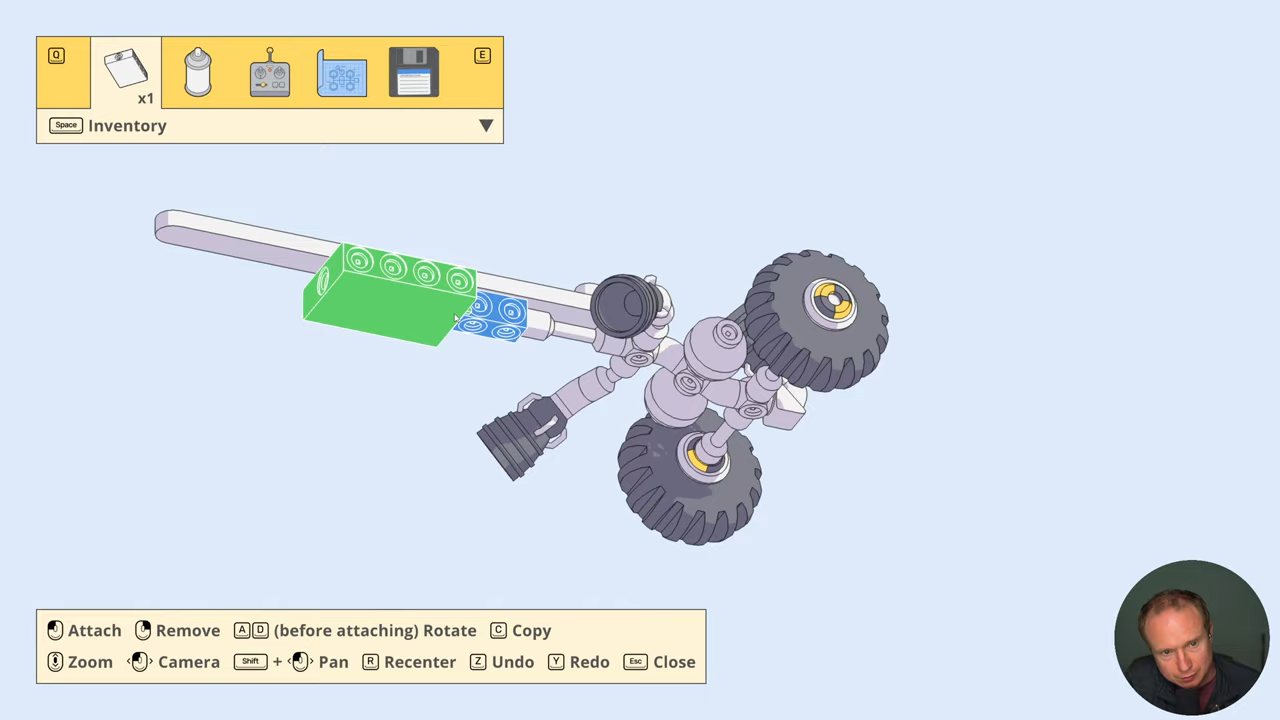 Q
E
x1
Space Inventory
Attach Remove A D (before attaching) Rotate C Copy
Zoom Camera Shift + Pan R Recenter Z Undo Y Redo Esc Close